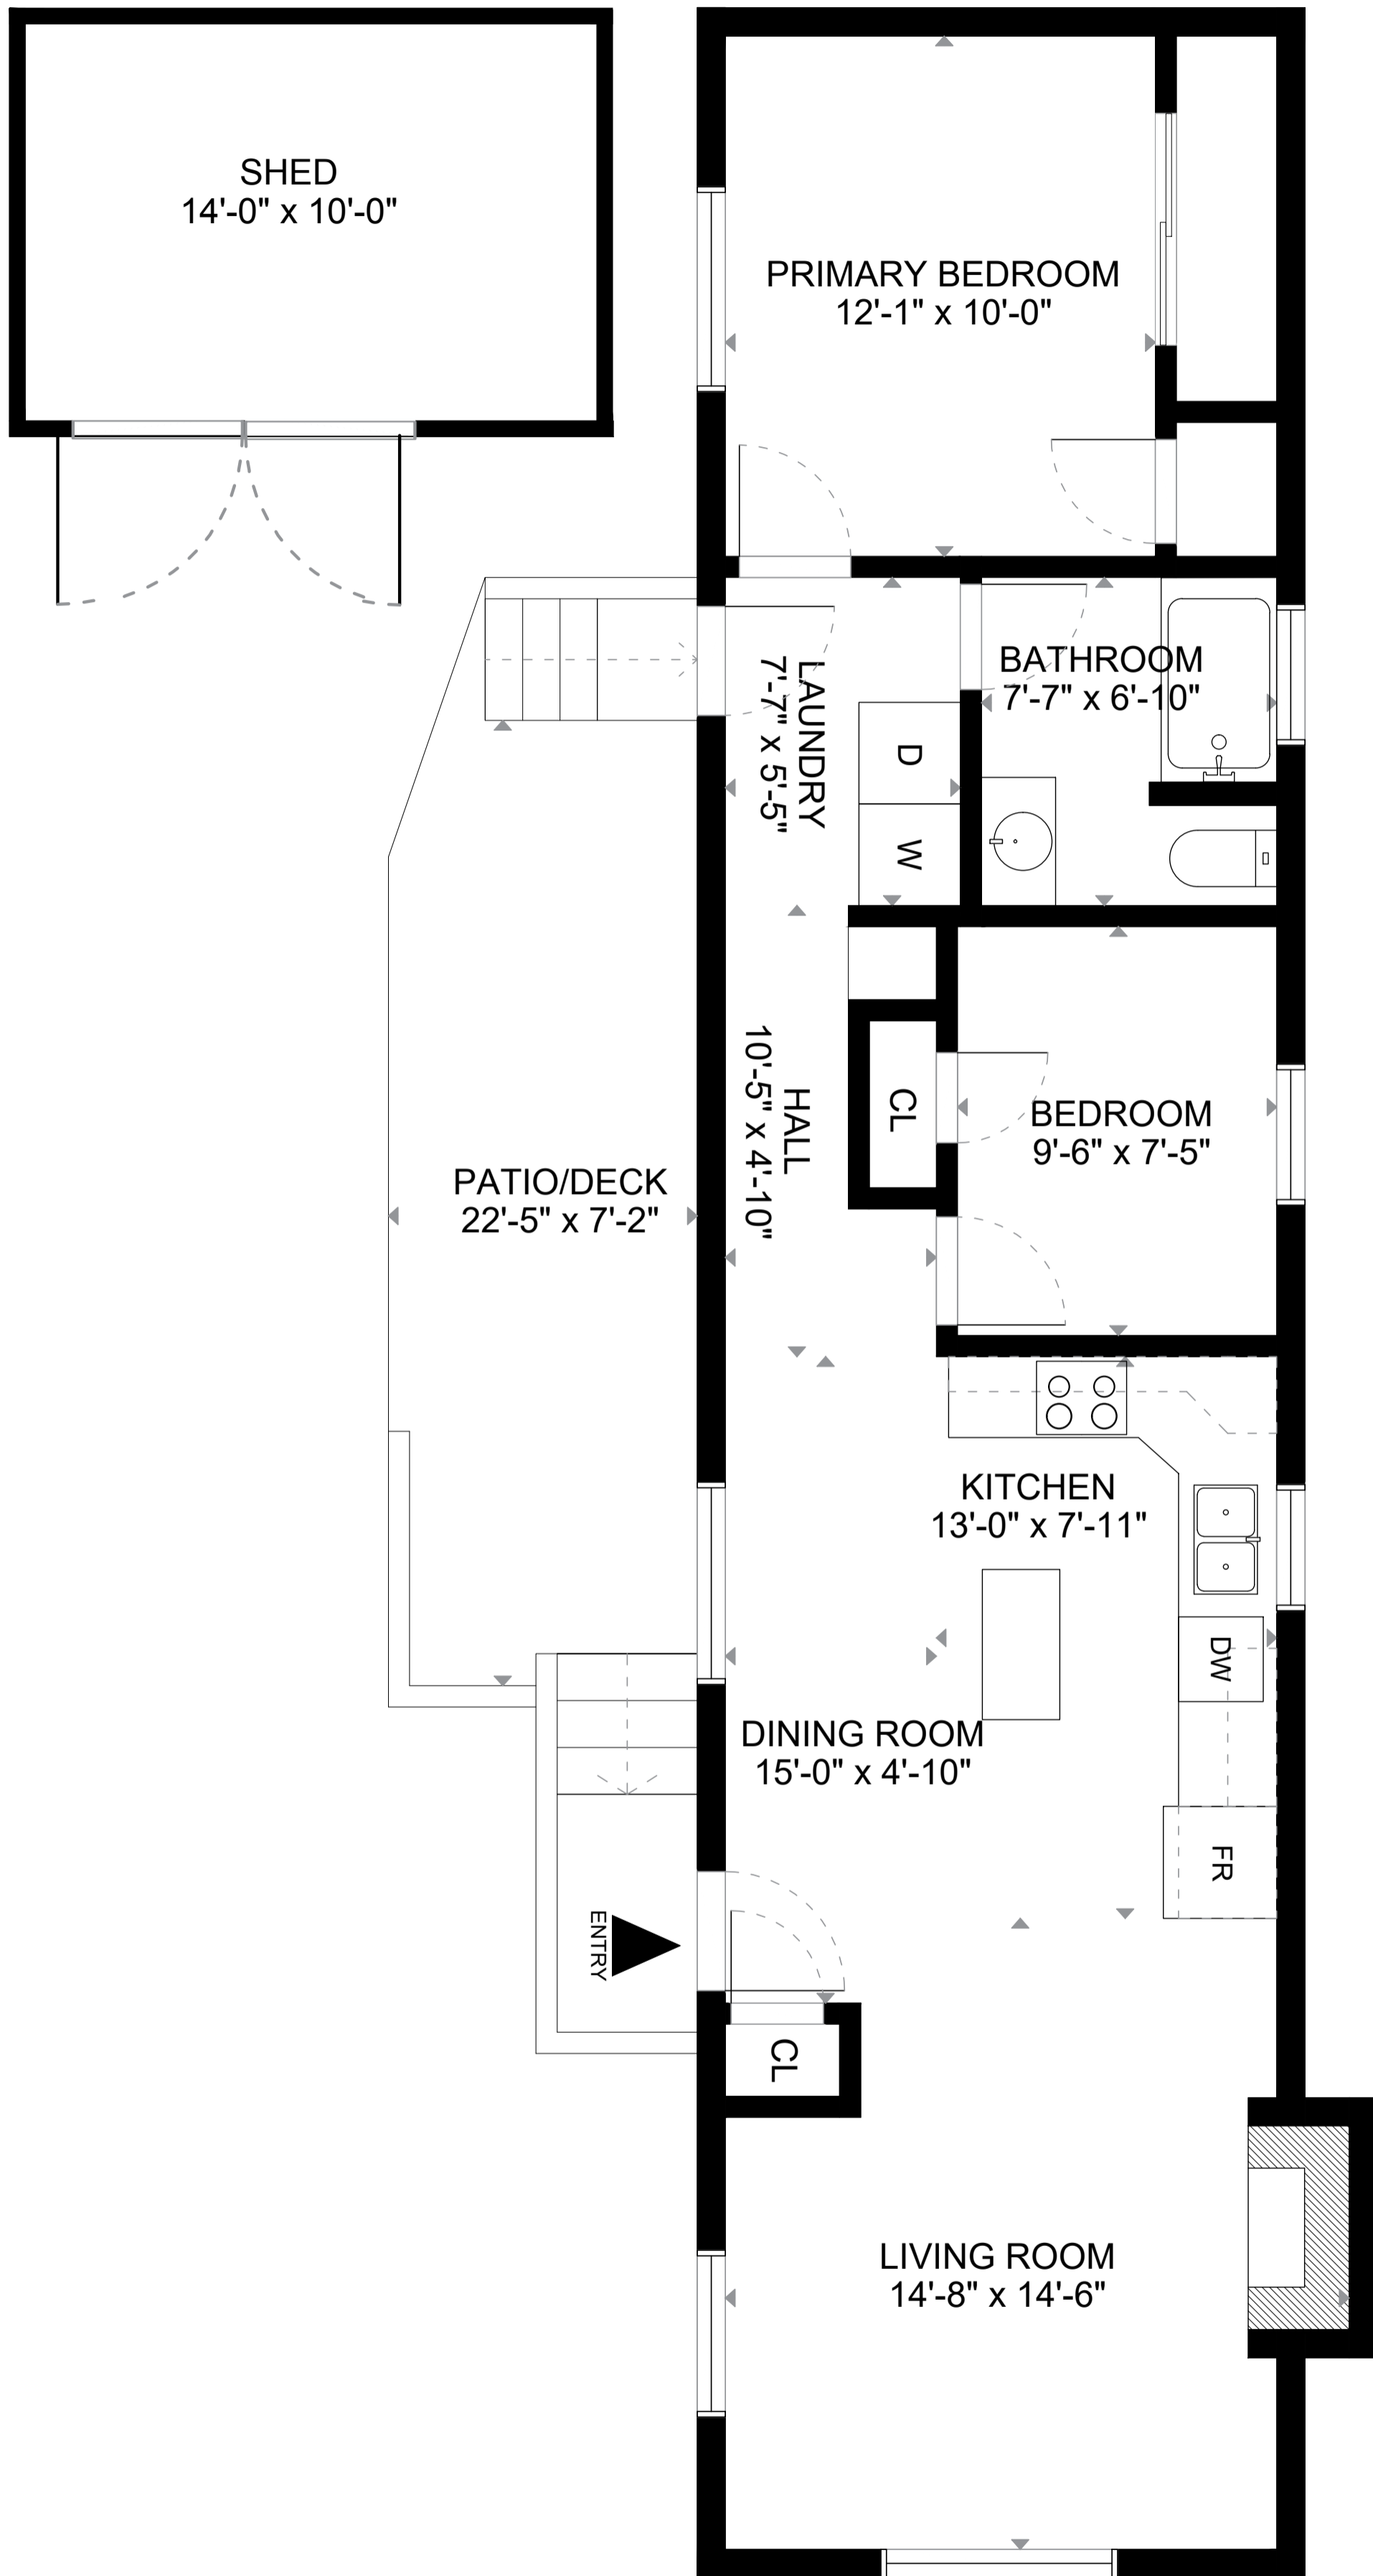 SHED
14'-0" x 10'-0"
PRIMARY BEDROOM
12'-1" x 10'-0"
LAUNDRY
7'-7" x 5'-5"
BATHROOM
7'-7" x 6'-10"
D
W
HALL
10'-5" x 4'-10"
CL
BEDROOM
9'-6" x 7'-5"
PATIO/DECK
22'-5" x 7'-2"
KITCHEN
13'-0" x 7'-11"
DW
DINING ROOM
15'-0" x 4'-10"
FR
ENTRY
CL
LIVING ROOM
14'-8" x 14'-6"